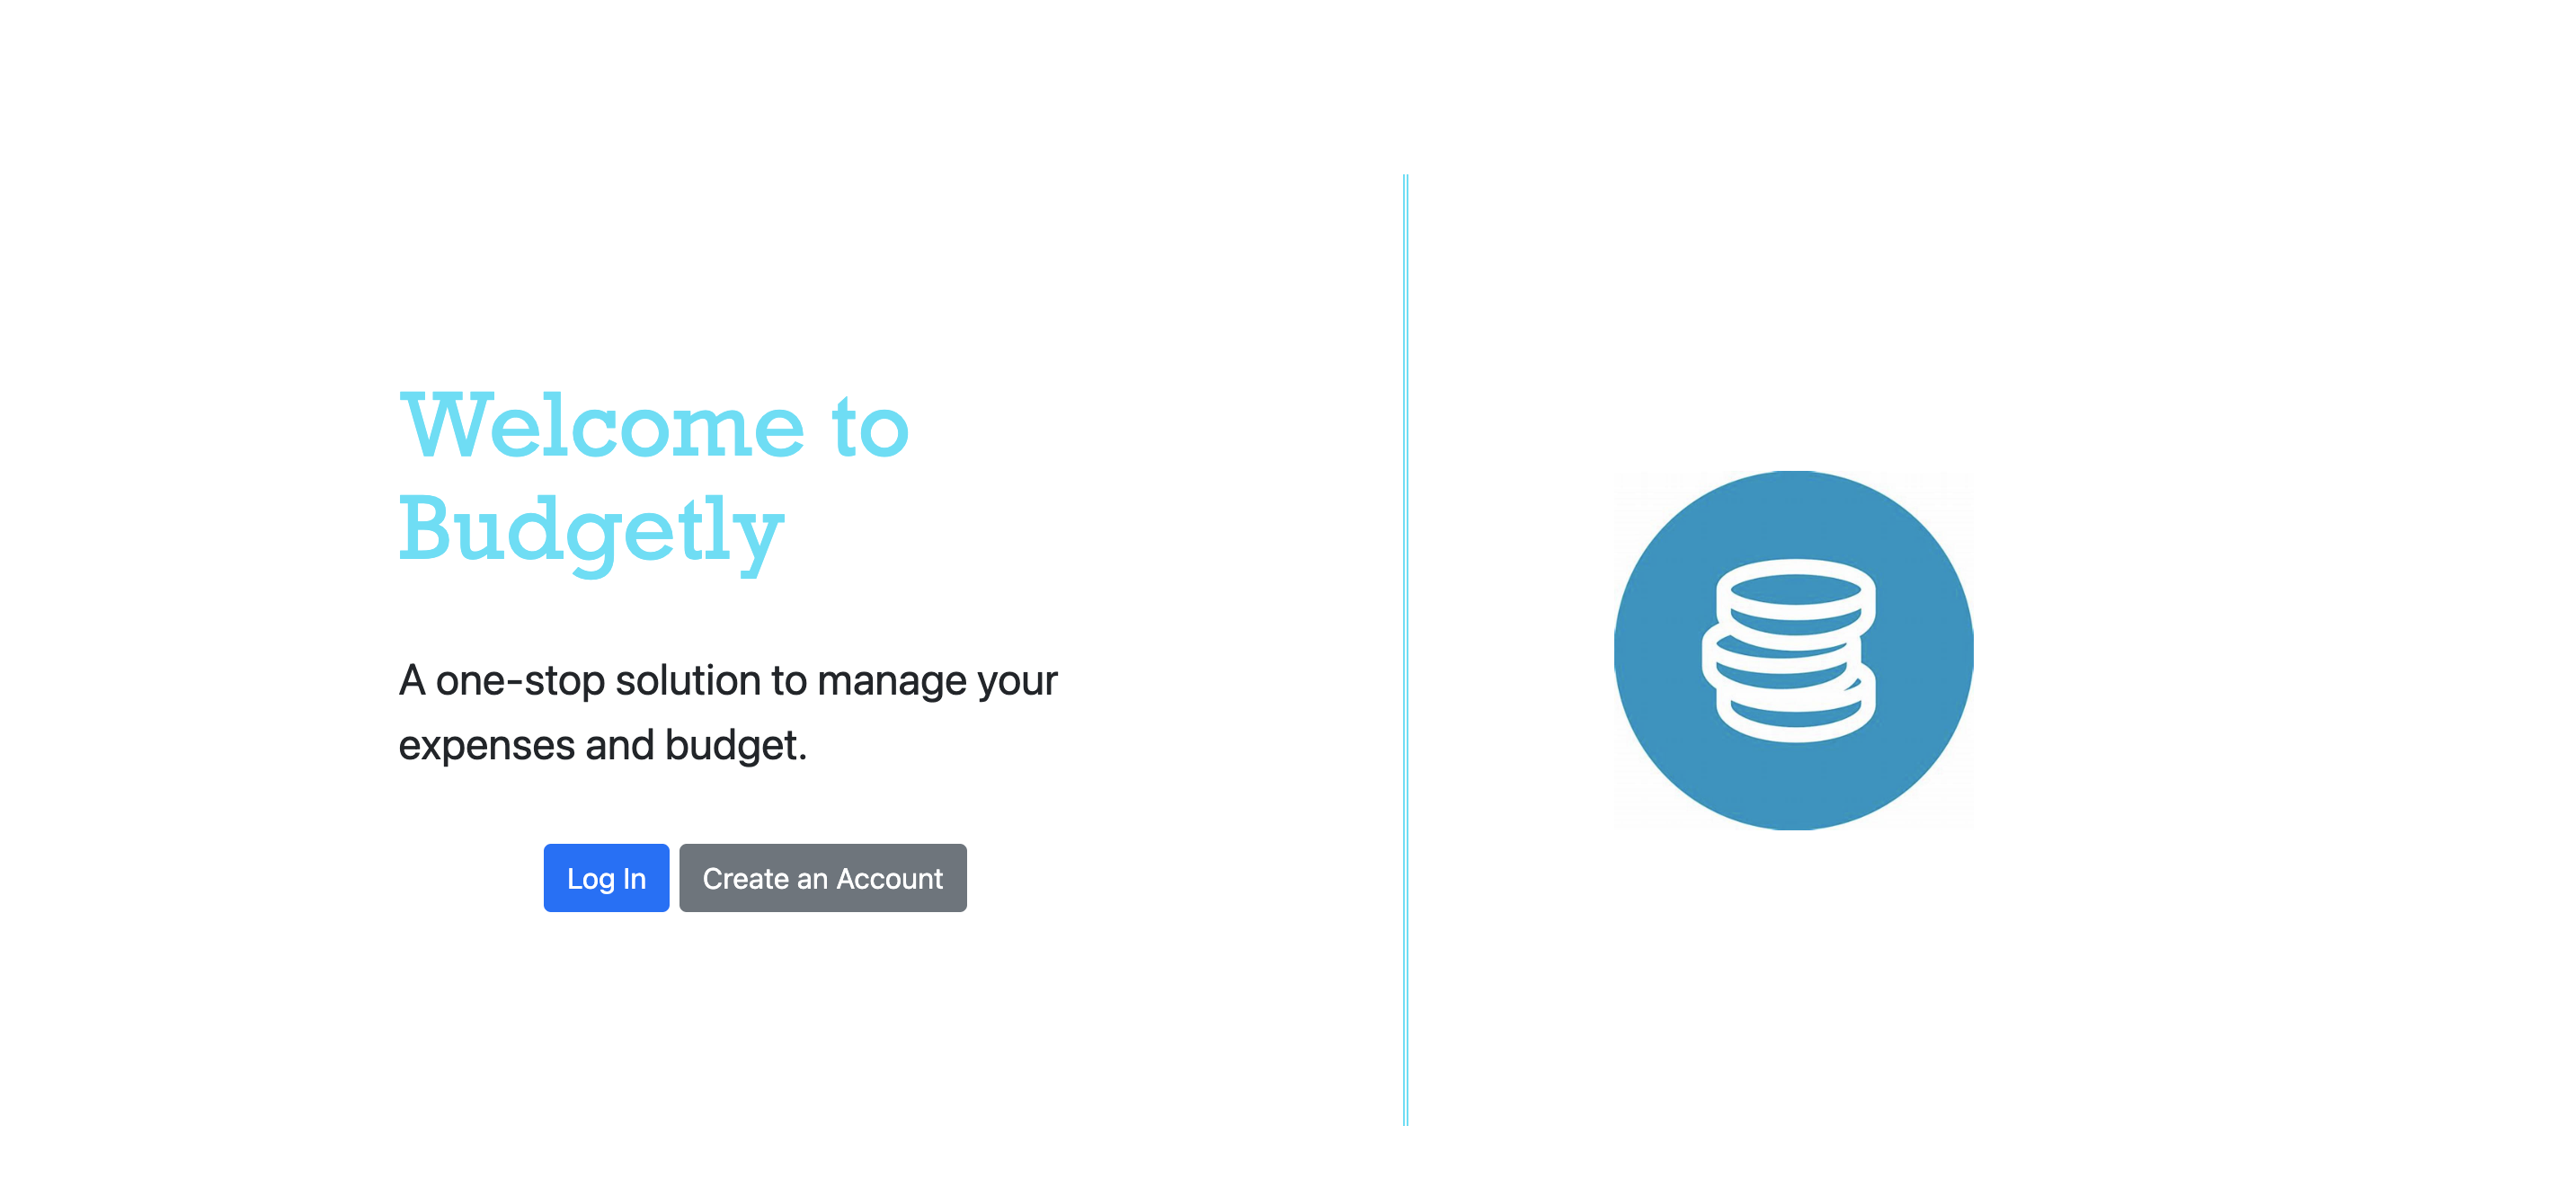 Welcome to
Budgetly
A one-stop solution to manage your
expenses and budget.
Log In
Create an Account